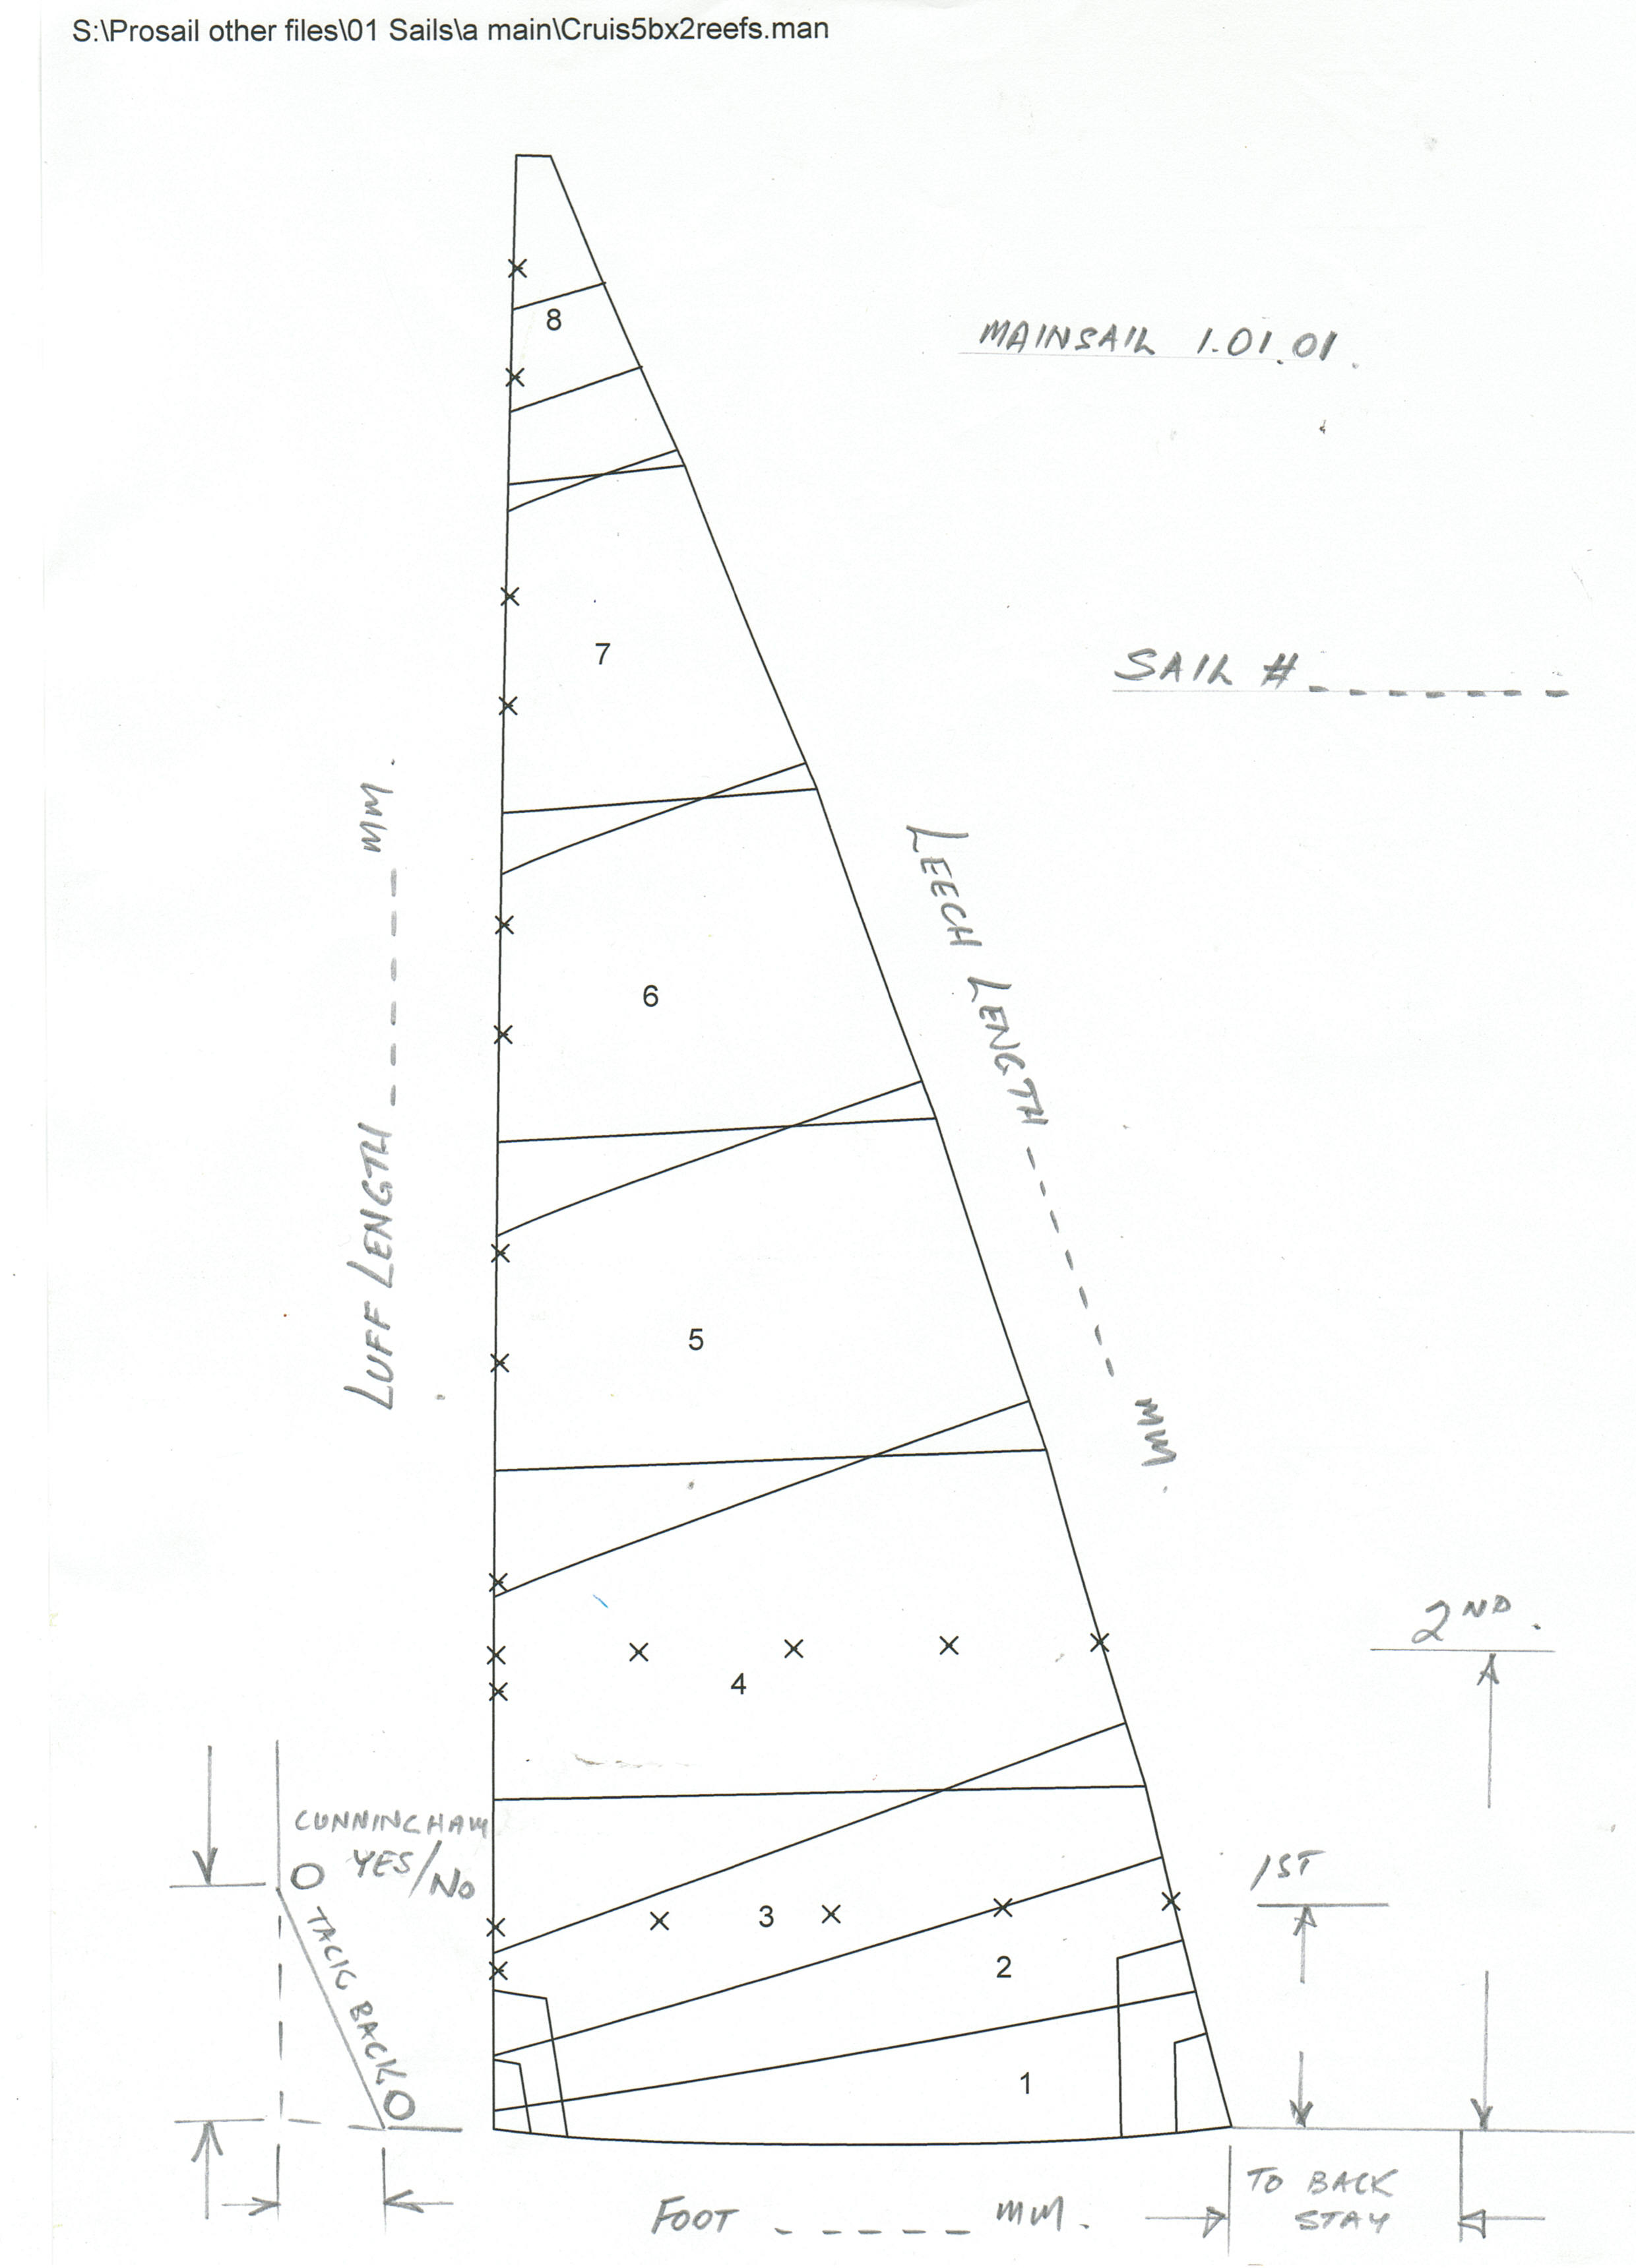 S:\Prosail other files\01 Sails\a main\Cruis5bx2reefs.man
8
MAINSAIL 1.01.01.
SAIL # _ _ _ _ _ _ _
7
LUFF LENGTH _ _ _ _ _ _ MM.
LEECH LENGTH _ _ _ _ _ _ _ MM.
6
5
2ND.
4
CUNNINCHAM
YES/NO
1ST
3
2
TACK BACK
1
FOOT _ _ _ _ _ MM.
TO BACK
STAY